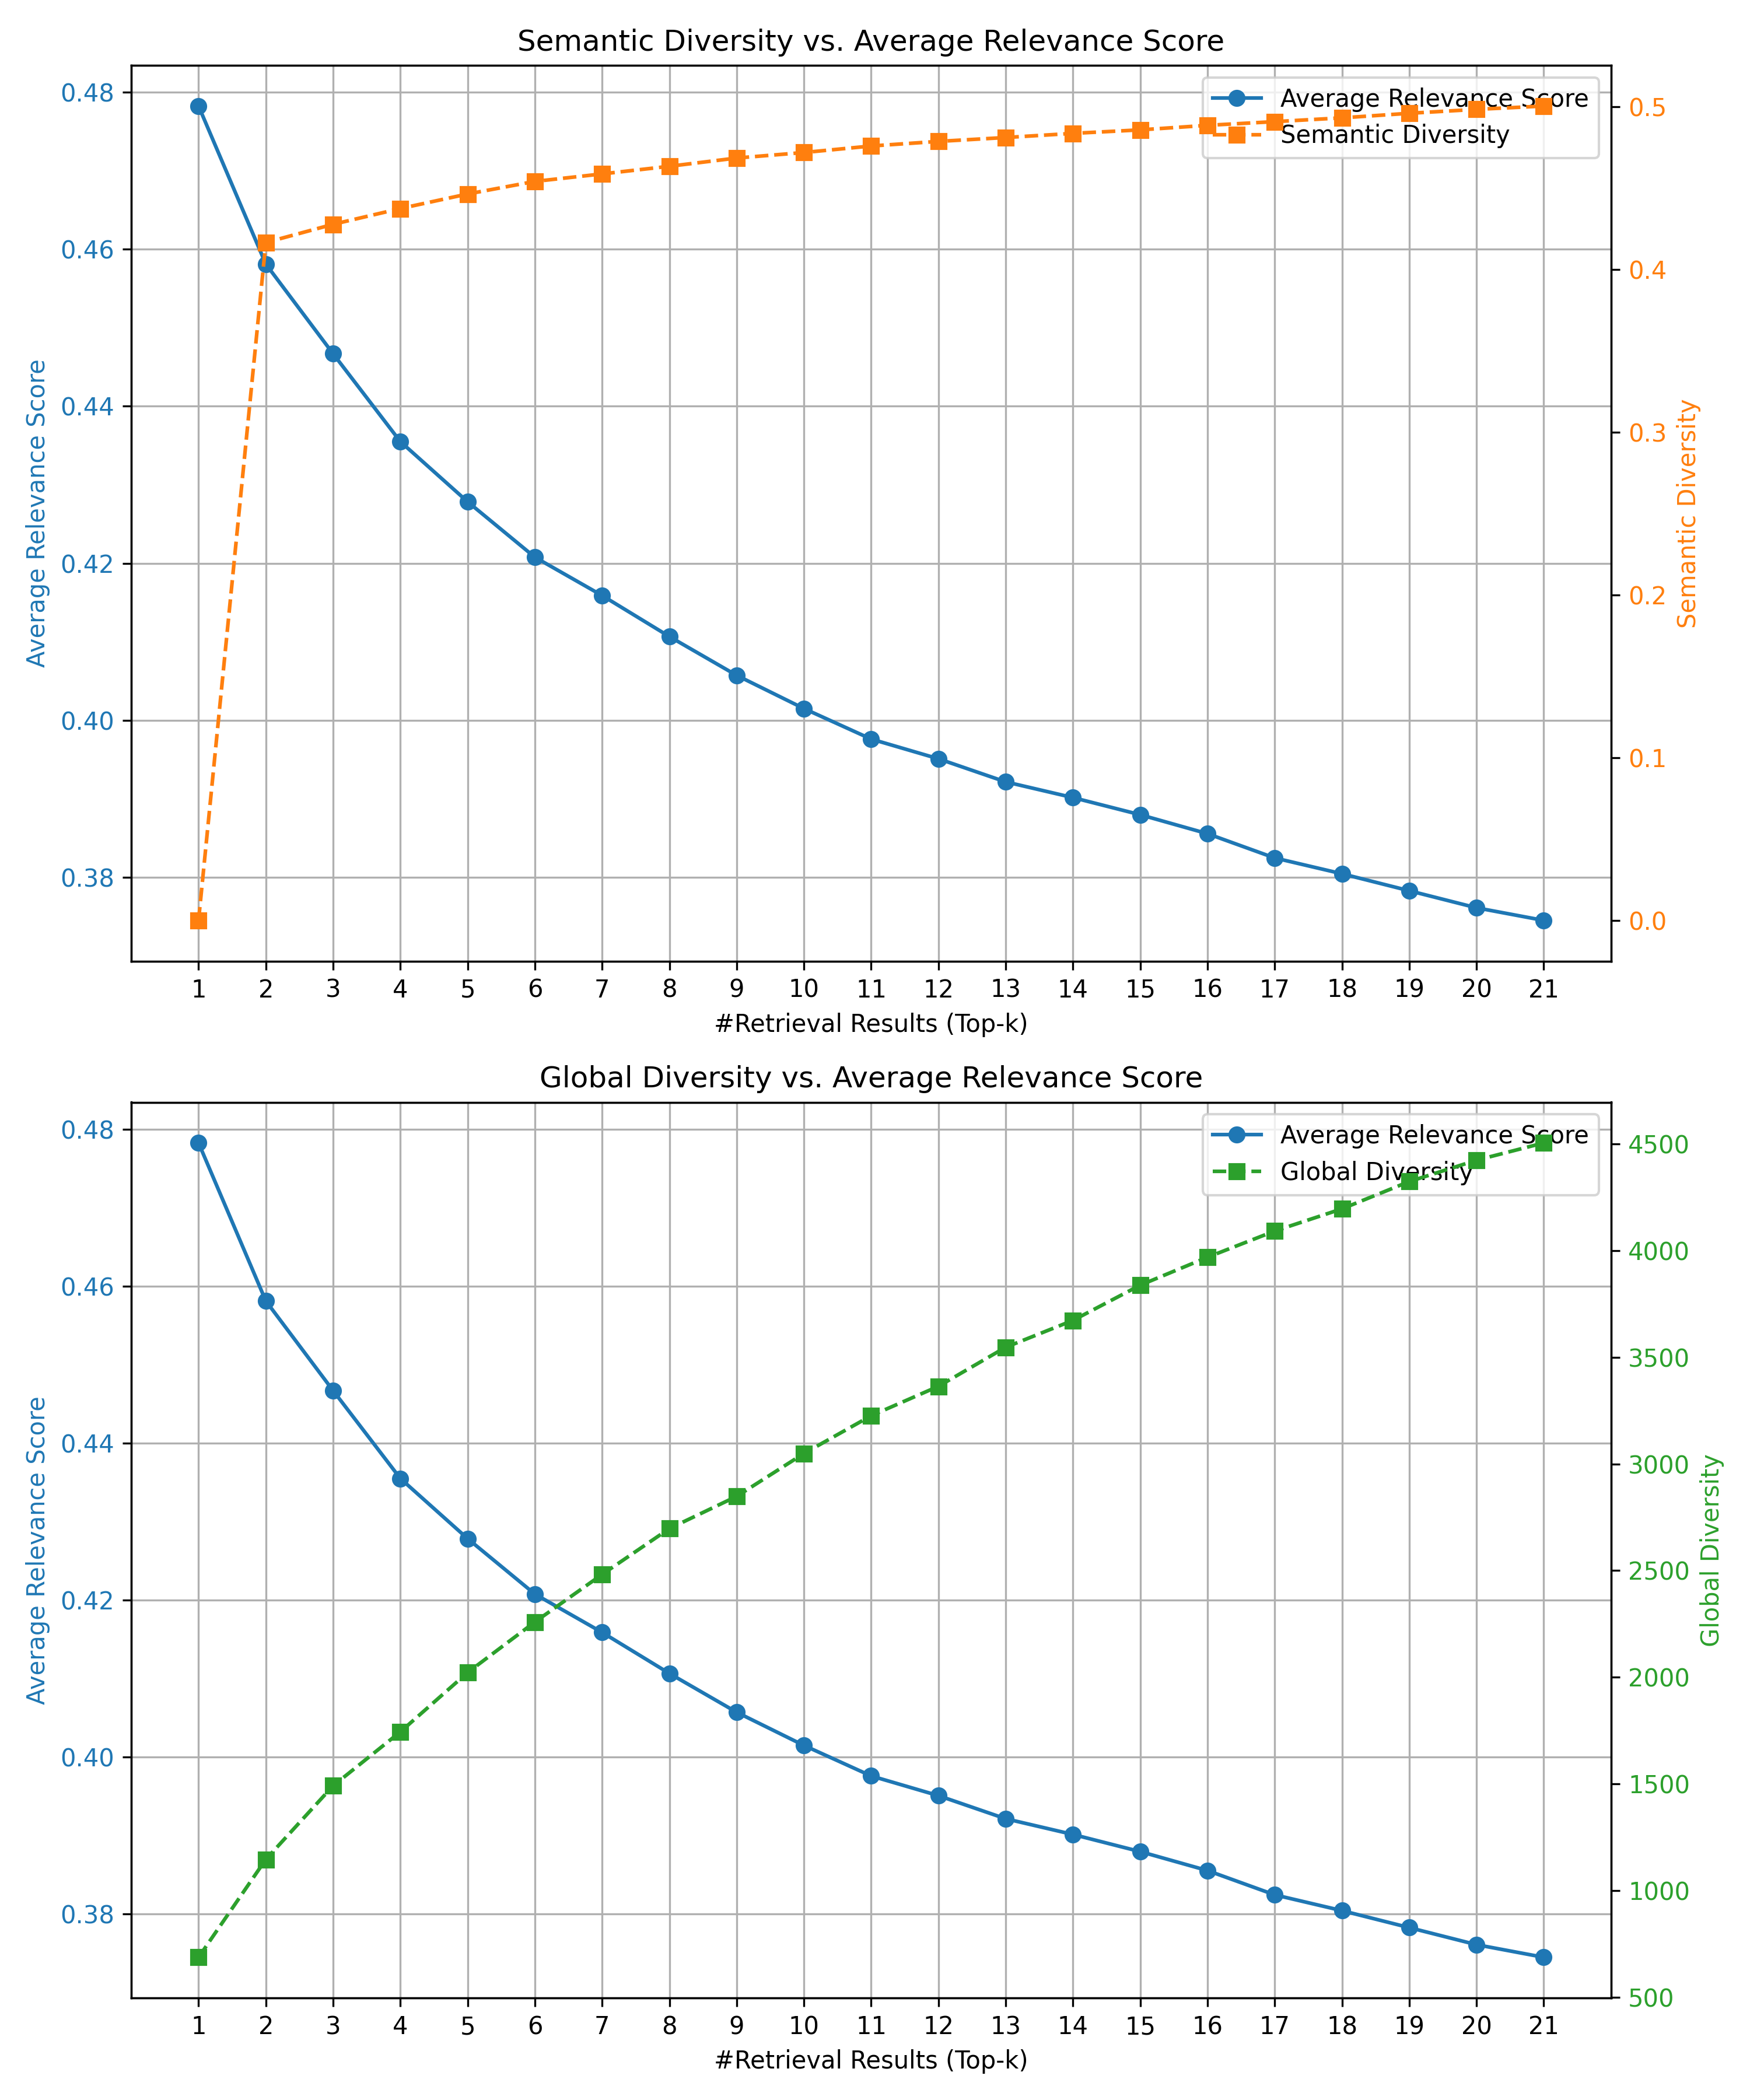 Semantic Diversity vs. Average Relevance Score
Average Relevance Score
Semantic Diversity
0.48
0.46
0.44
0.42
0.40
0.38
Average Relevance Score
0.5
0.4
0.3
0.2
0.1
0.0
Semantic Diversity
1 2 3 4 5 6 7 8 9 10 11 12 13 14 15 16 17 18 19 20 21
#Retrieval Results (Top-k)
Global Diversity vs. Average Relevance Score
Average Relevance Score
Global Diversity
0.48
0.46
0.44
0.42
0.40
0.38
Average Relevance Score
4500
4000
3500
3000
2500
2000
1500
1000
500
Global Diversity
1 2 3 4 5 6 7 8 9 10 11 12 13 14 15 16 17 18 19 20 21
#Retrieval Results (Top-k)